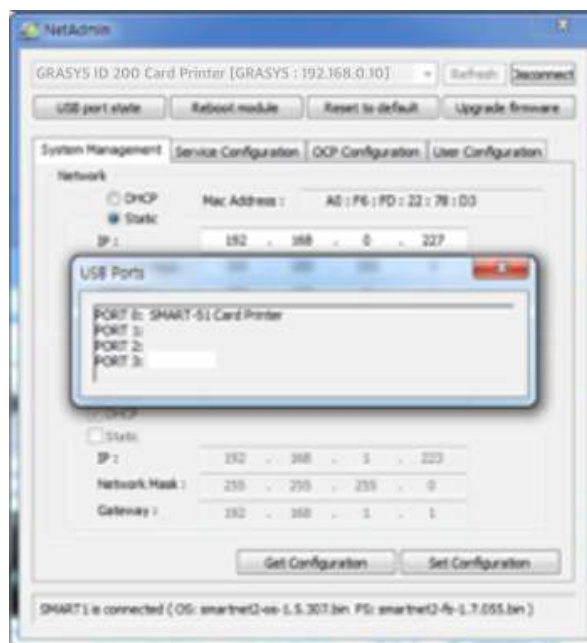 NetAdmin
GRASYS ID 200 Card Printer [GRASYS : 192.168.0.10]
Refresh
Disconnect
USB port state
Reboot module
Reset to default
Upgrade firmware
System Management
Service Configuration
OCP Configuration
User Configuration
Network
DHCP
Mac Address :
A0 : F6 : FD : 22 : 78 : D3
Static
IP :
192 . 168 . 0 . 227
USB Ports
PORT 0: SMART-51 Card Printer
PORT 1:
PORT 2:
PORT 3:
DHCP
Static
IP :
192 . 168 . 1 . 223
Network Mask :
255 . 255 . 255 . 0
Gateway :
192 . 168 . 1 . 1
Get Configuration
Set Configuration
SMART1 is connected ( OS: smartnet2-os-1.5.307.bin FS: smartnet2-fs-1.7.055.bin )